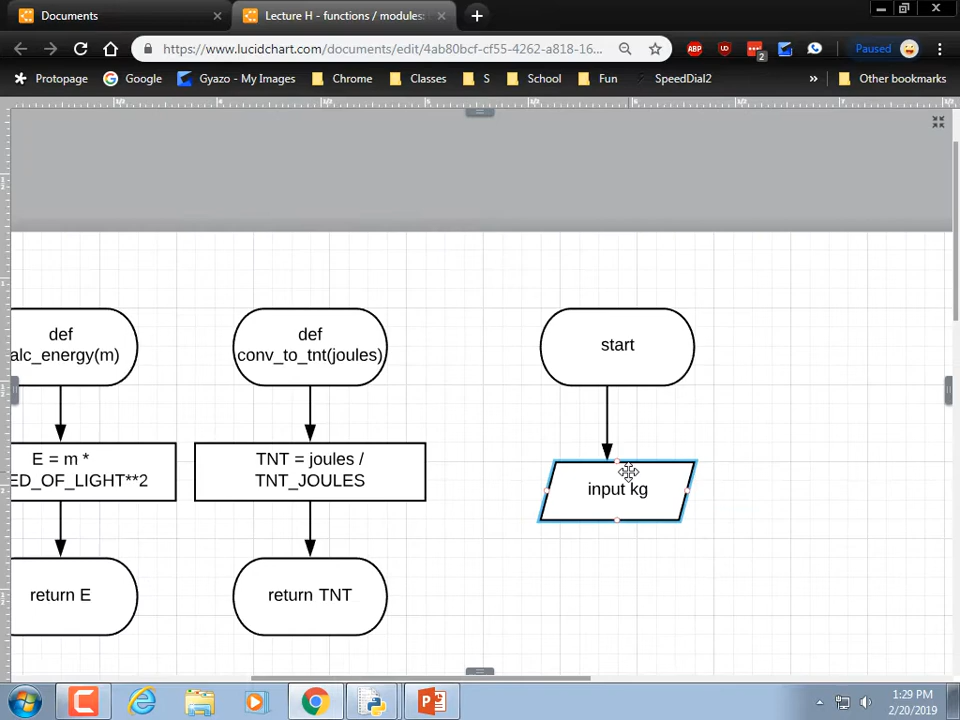 Documents
Lecture H - functions / modules:
https://www.lucidchart.com/documents/edit/4ab80bcf-cf55-4262-a818-16...
ABP
2
Paused
Protopage
Google
Gyazo - My Images
Chrome
Classes
S
School
Fun
SpeedDial2
»
Other bookmarks
def
alc_energy(m)
def
conv_to_tnt(joules)
start
E = m *
ED_OF_LIGHT**2
TNT = joules /
TNT_JOULES
input kg
return E
return TNT
1:29 PM
2/20/2019